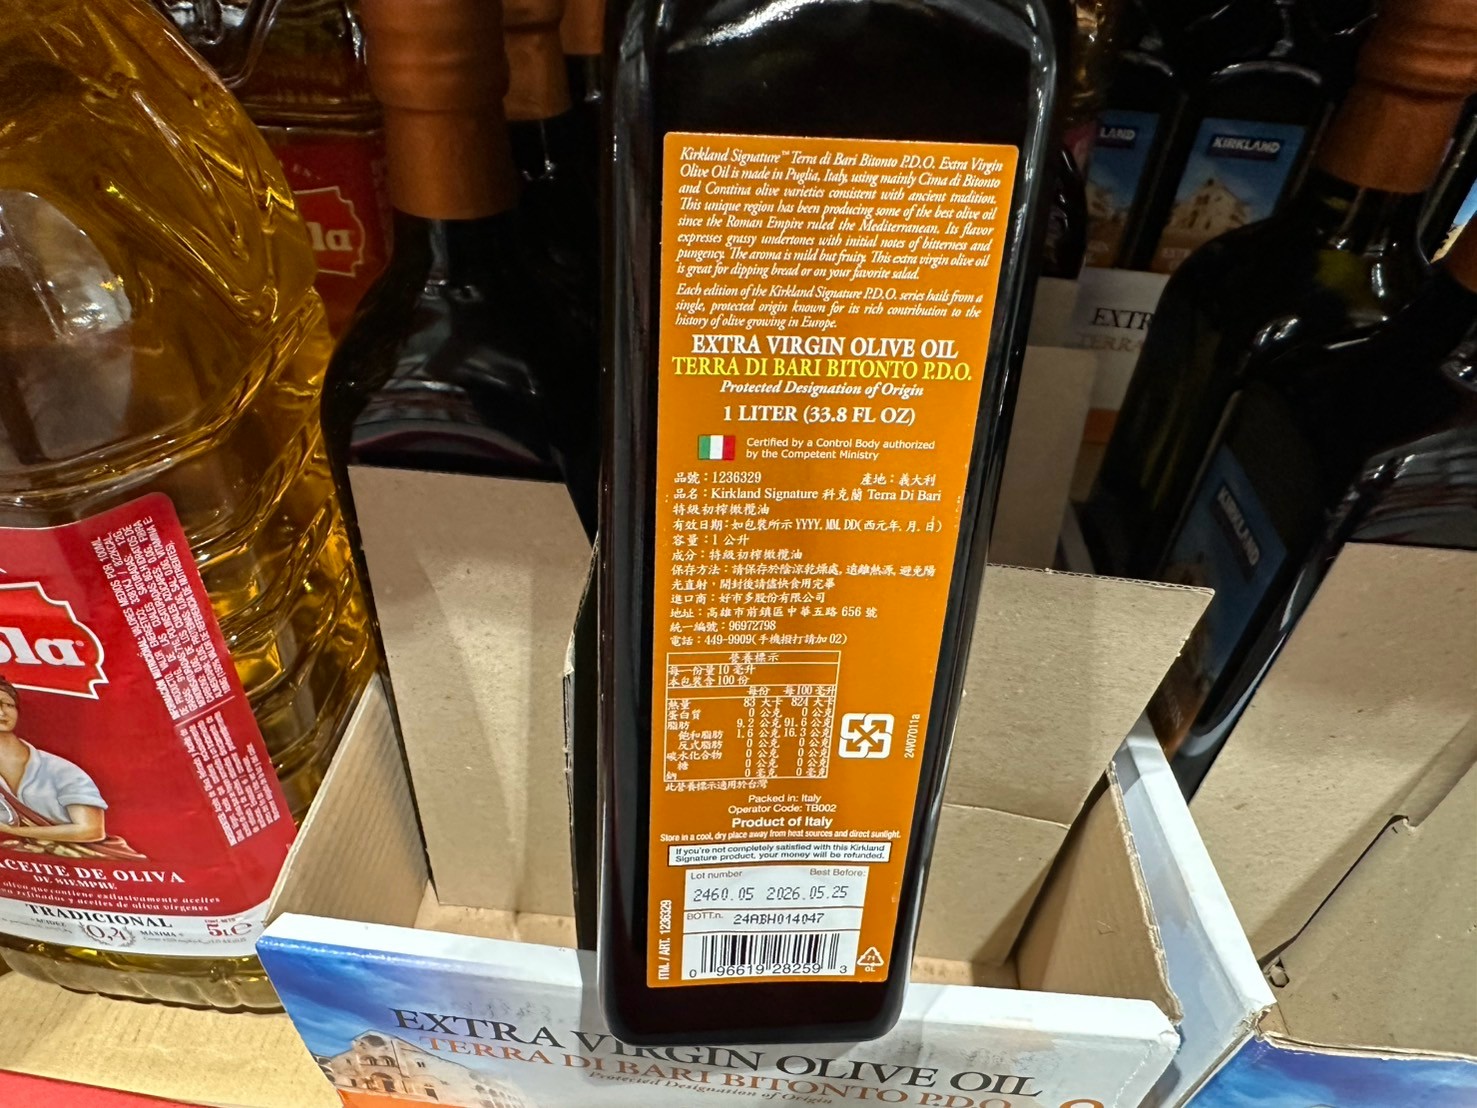 Kirkland Signature™ Terra di Bari Bitonto P.D.O. Extra Virgin
Olive Oil is made in Puglia, Italy, using mainly Cima di Bitonto
and Conttina olive varieties consistent with ancient tradition.
This unique region has been producing some of the best olive oil
since the Roman Empire ruled the Mediterranean. Its flavor
expresses grassy undertones with initial notes of bitterness and
pungency. The aroma is mild but fruity. This extra virgin olive oil
is great for dipping bread or on your favorite salad.
Each edition of the Kirkland Signature P.D.O. series hails from a
single, protected origin known for its rich contribution to the
history of olive growing in Europe.
EXTRA VIRGIN OLIVE OIL
TERRA DI BARI BITONTO P.D.O.
Protected Designation of Origin
1 LITER (33.8 FL OZ)
Certified by a Control Body authorized
by the Competent Ministry
品號：1236329 產地：義大利
品名：Kirkland Signature 科克蘭 Terra Di Bari
特級初榨橄欖油
有效日期：如包裝所示 YYYY. MM. DD(西元年. 月. 日)
容量：1 公升
成分：特級初榨橄欖油
保存方法：請保存於陰涼乾燥處, 遠離熱源, 避免陽
光直射，開封後請儘快食用完畢
進口商：好市多股份有限公司
地址：高雄市前鎮區中華五路 656 號
統一編號：96972798
電話：449-9909(手機撥打請加 02)
營養標示
每一份量 10 毫升
本包裝含 100 份
每份 每100 毫升
熱量 83 大卡 824 大卡
蛋白質 0 公克 0 公克
脂肪 9.2 公克 91.6 公克
飽和脂肪 1.6 公克 16.3 公克
反式脂肪 0 公克 0 公克
碳水化合物 0 公克 0 公克
糖 0 公克 0 公克
鈉 0 毫克 0 毫克
此營養標示適用於台灣
24V07011a
Packed in: Italy
Operator Code: TB002
Product of Italy
Store in a cool, dry place away from heat sources and direct sunlight.
If you're not completely satisfied with this Kirkland
Signature product, your money will be refunded.
Lot number Best Before:
2460.05 2026.05.25
BOTT.n. 24ABH014047
ITM. / ART. 1236329
0 96619 28259 3
GL
EXTRA VIRGIN OLIVE OIL
TERRA DI BARI BITONTO P.D.O.
Protected Designation of Origin
KIRKLAND
KIRKLAND
LAND
EXTR
TERRA
la
ola
ACEITE DE OLIVA
DE SIEMPRE
TRADICIONAL
MÁXIMA
5L e